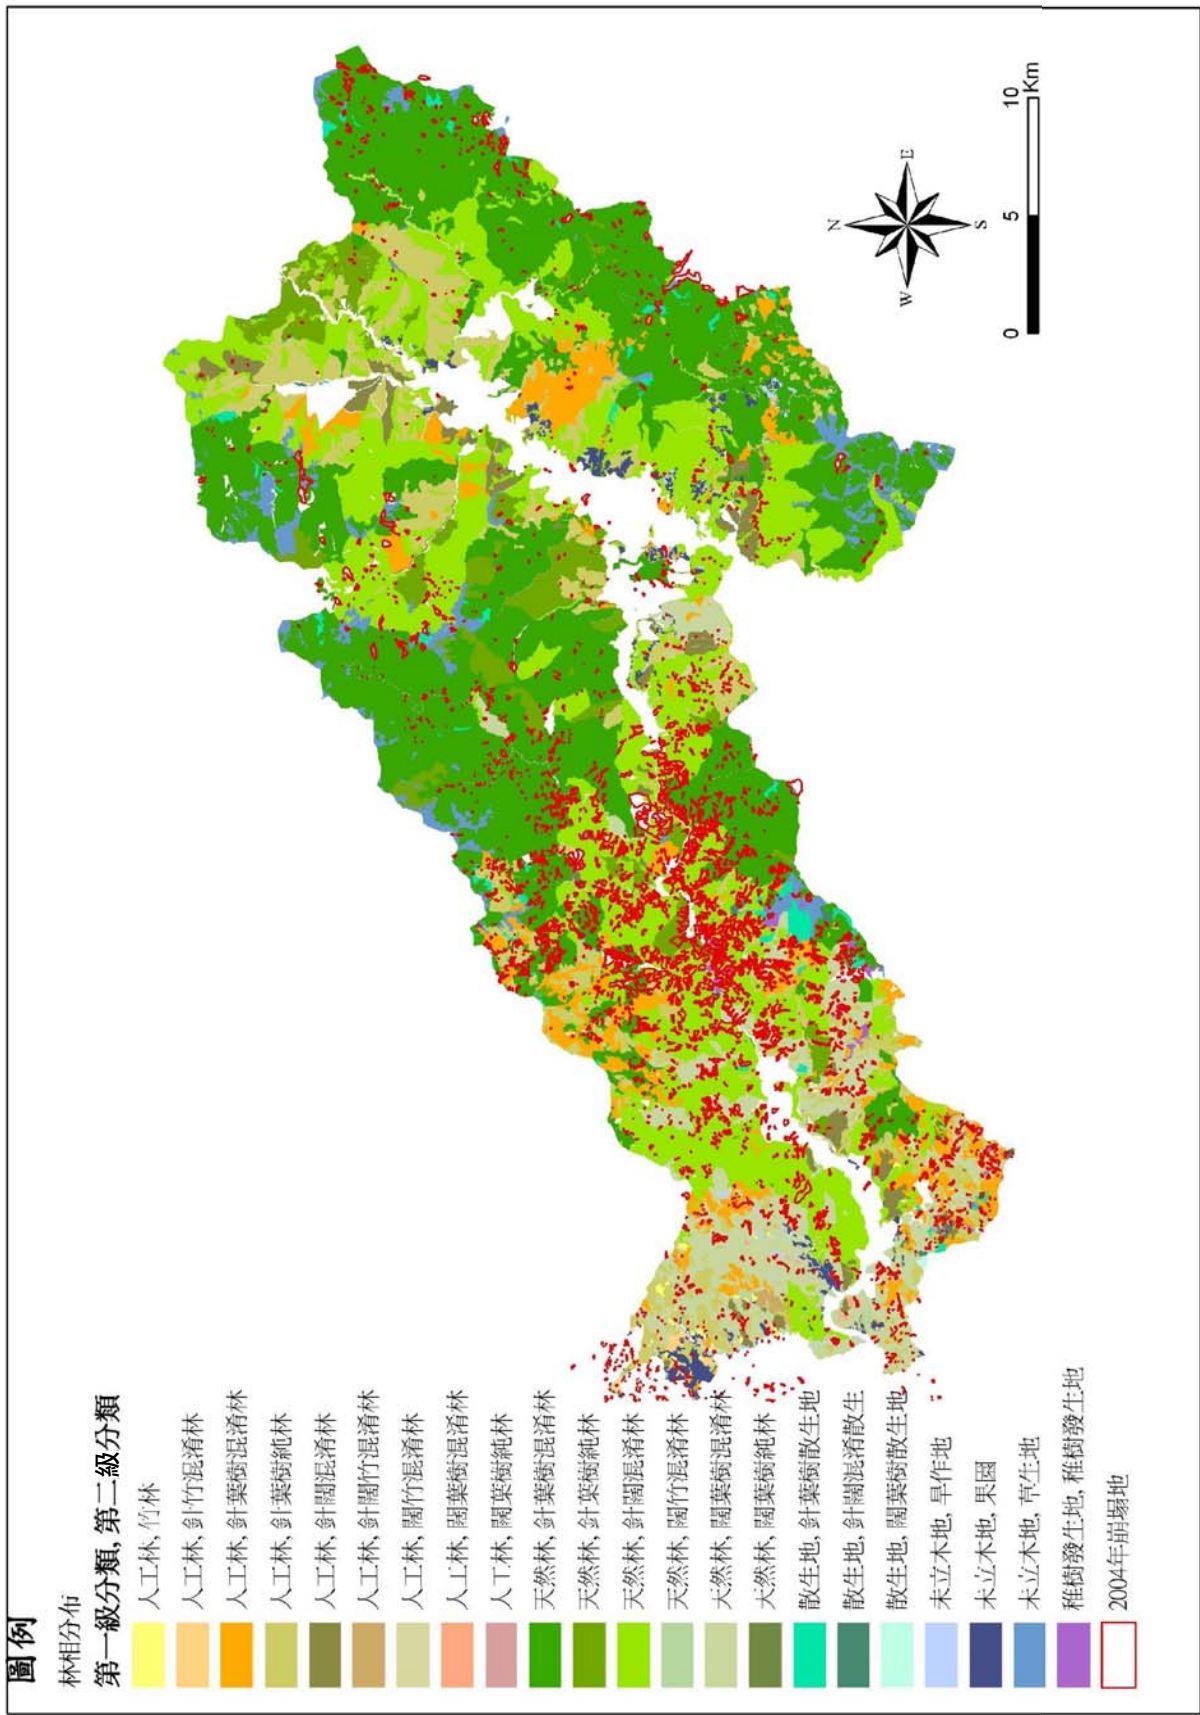 圖例
林相分布
第一級分類, 第二級分類
人工林, 竹林
人工林, 針竹混淆林
人工林, 針葉樹混淆林
人工林, 針葉樹純林
人工林, 針闊混淆林
人工林, 針闊竹混淆林
人工林, 闊竹混淆林
人工林, 闊葉樹混淆林
人工林, 闊葉樹純林
天然林, 針葉樹混淆林
天然林, 針葉樹純林
天然林, 針闊混淆林
天然林, 闊竹混淆林
天然林, 闊葉樹混淆林
天然林, 闊葉樹純林
散生地, 針葉樹散生地
散生地, 針闊混淆散生
散生地, 闊葉樹散生地
未立木地, 旱作地
未立木地, 果園
未立木地, 草生地
稚樹發生地, 稚樹發生地
2004年崩塌地
N
W
E
S
0 5 10
Km